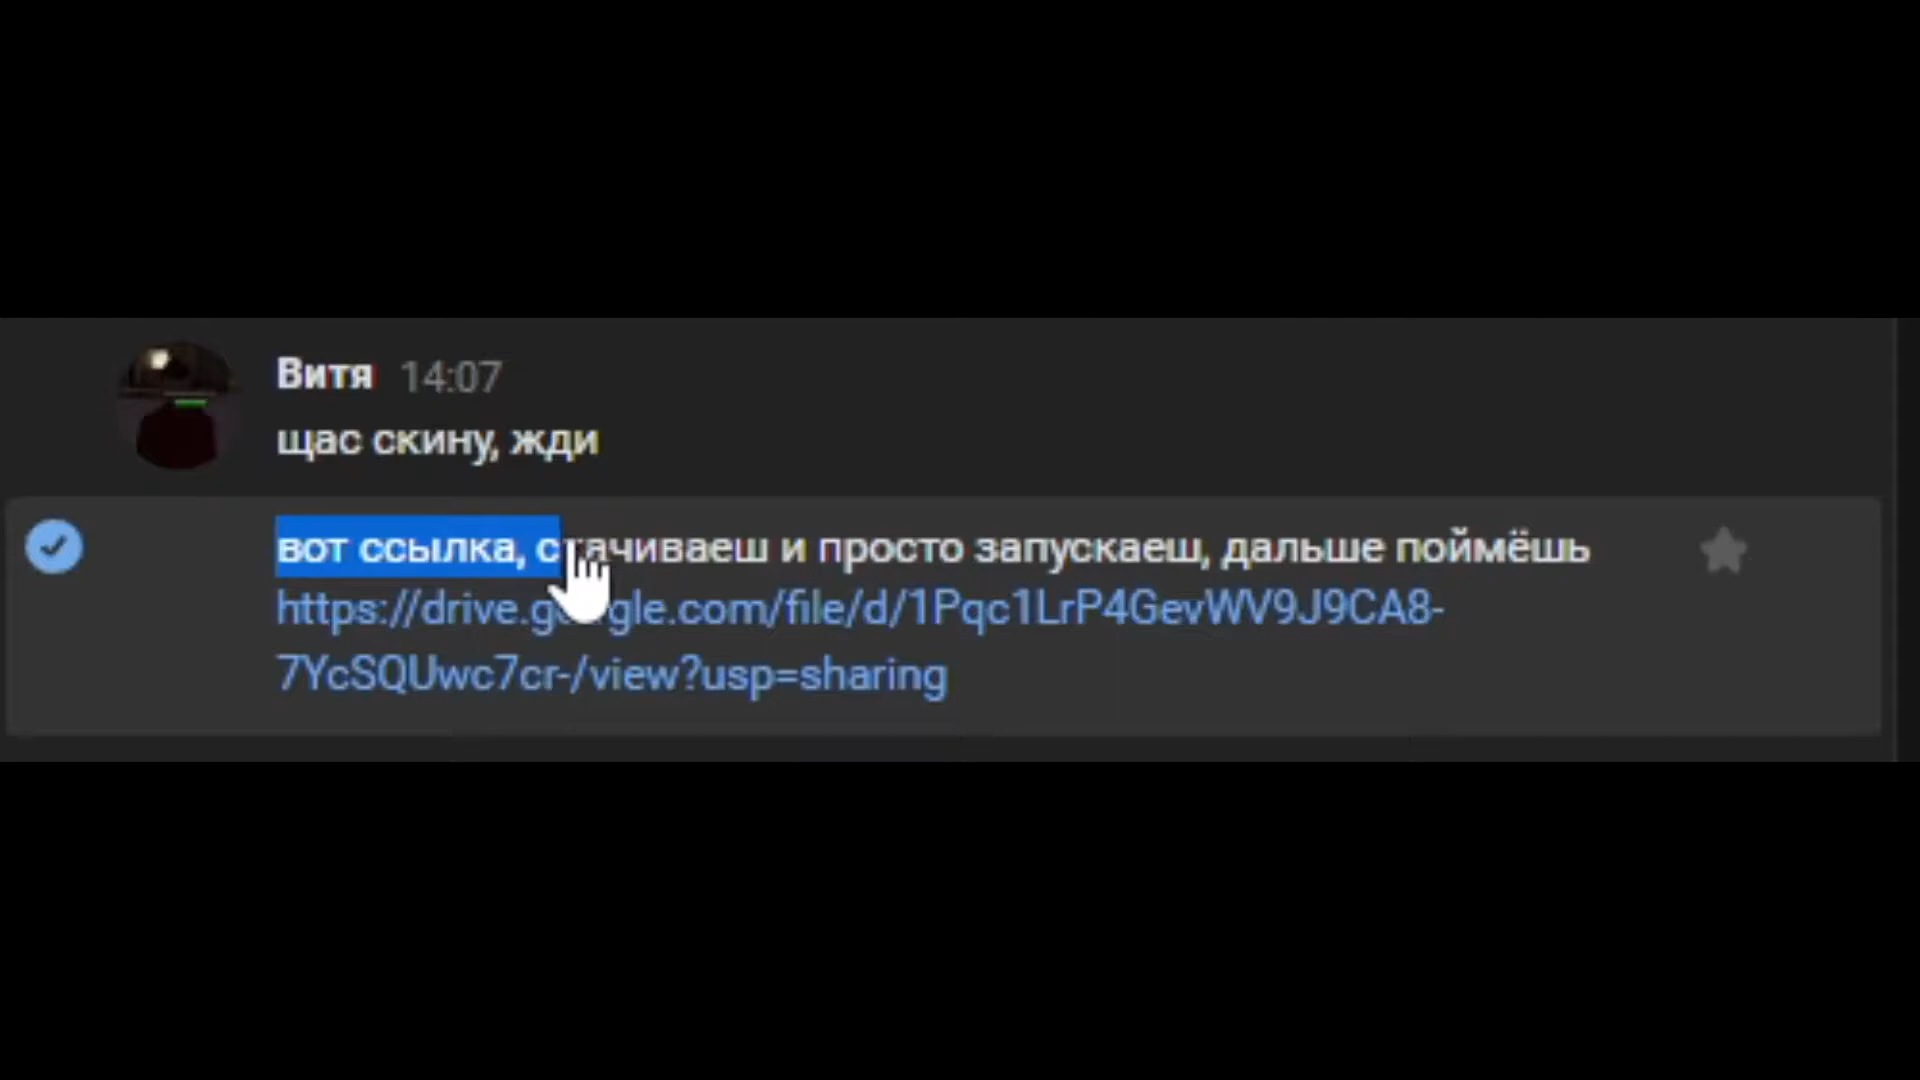 Витя 14:07
щас скину, жди
вот ссылка, скачиваеш и просто запускаеш, дальше поймёшь
https://drive.google.com/file/d/1Pqc1LrP4GevWV9J9CA8-
7YcSQUwc7cr-/view?usp=sharing